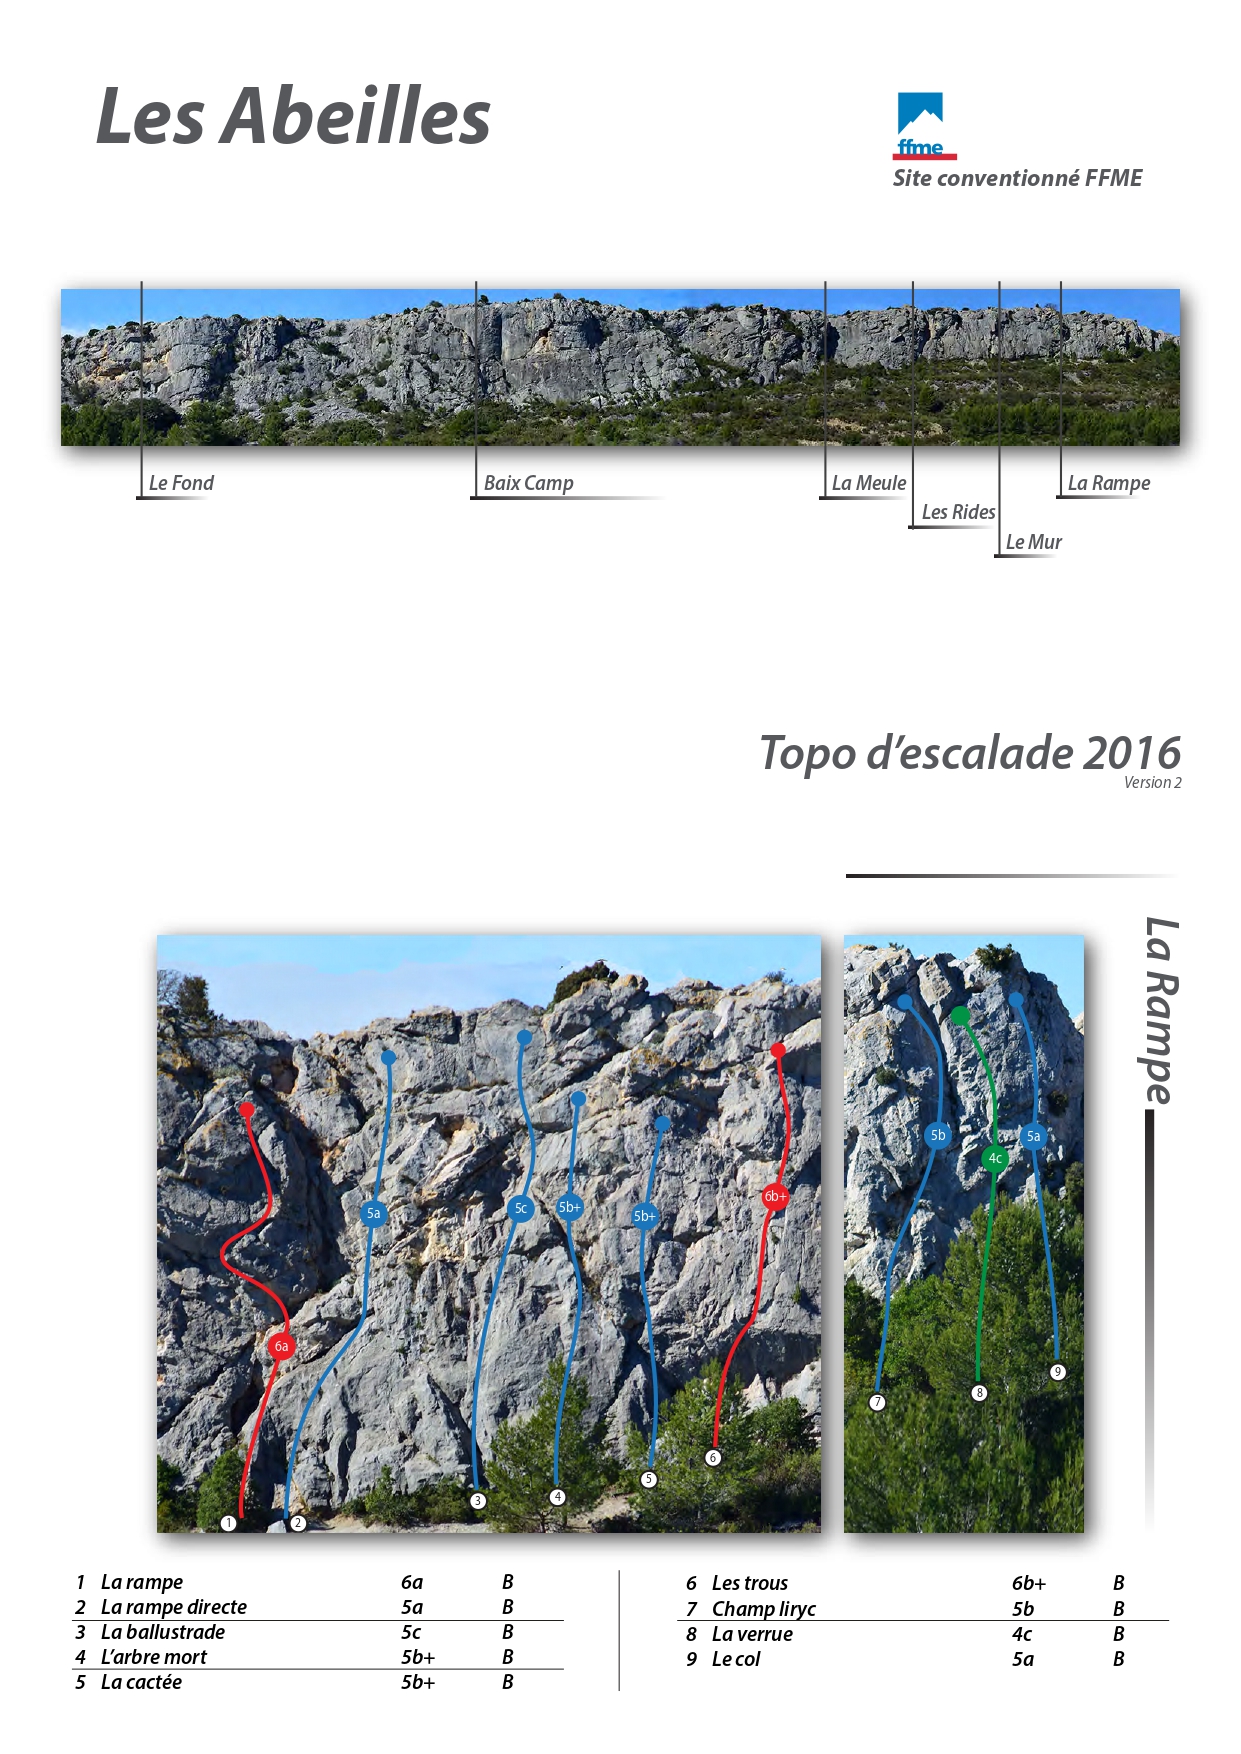 Les Abeilles
ffme
Site conventionné FFME
Le Fond
Baix Camp
La Meule
La Rampe
Les Rides
Le Mur
Topo d’escalade 2016
Version 2
La Rampe
5b
5a
4c
6b+
5a
5c
5b+
5b+
6a
9
8
7
6
5
4
3
1
2
1 La rampe 6a B
2 La rampe directe 5a B
3 La ballustrade 5c B
4 L’arbre mort 5b+ B
5 La cactée 5b+ B
6 Les trous 6b+ B
7 Champ liryc 5b B
8 La verrue 4c B
9 Le col 5a B